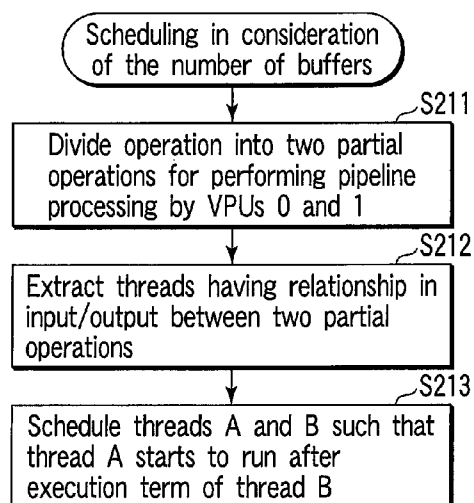 Scheduling in consideration
of the number of buffers
S211
Divide operation into two partial
operations for performing pipeline
processing by VPUs 0 and 1
S212
Extract threads having relationship in
input/output between two partial
operations
S213
Schedule threads A and B such that
thread A starts to run after
execution term of thread B